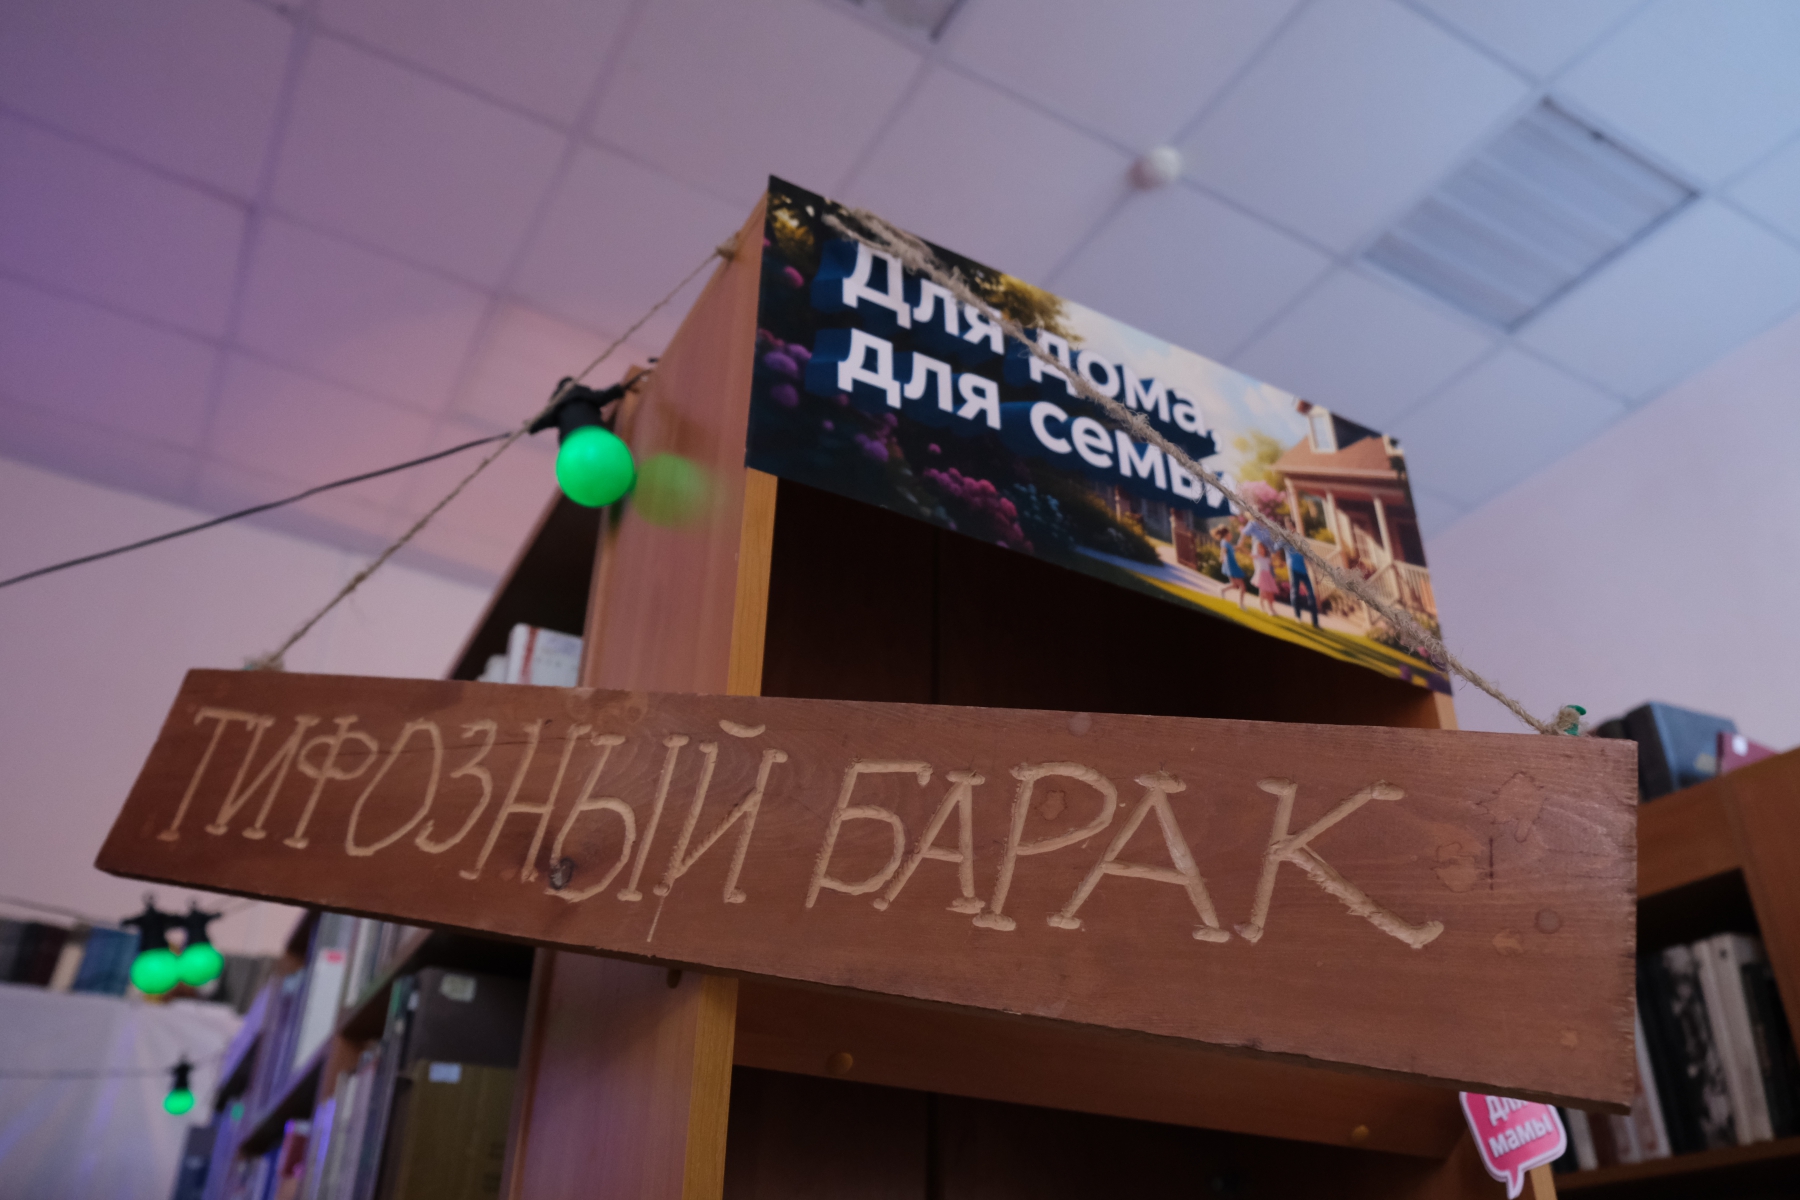 Для дома,
для семьи
ТИФОЗНЫЙ БАРАК
для
мамы